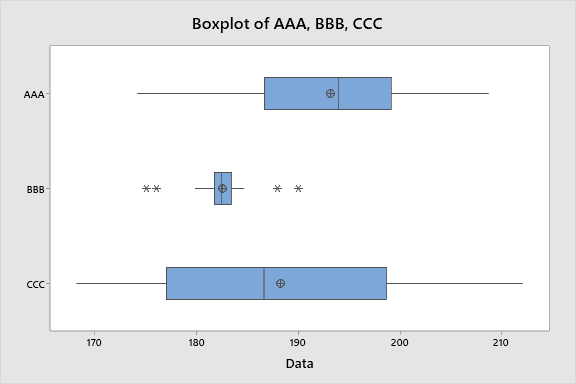 Boxplot of AAA, BBB, CCC
AAA
BBB
CCC
170 180 190 200 210
Data